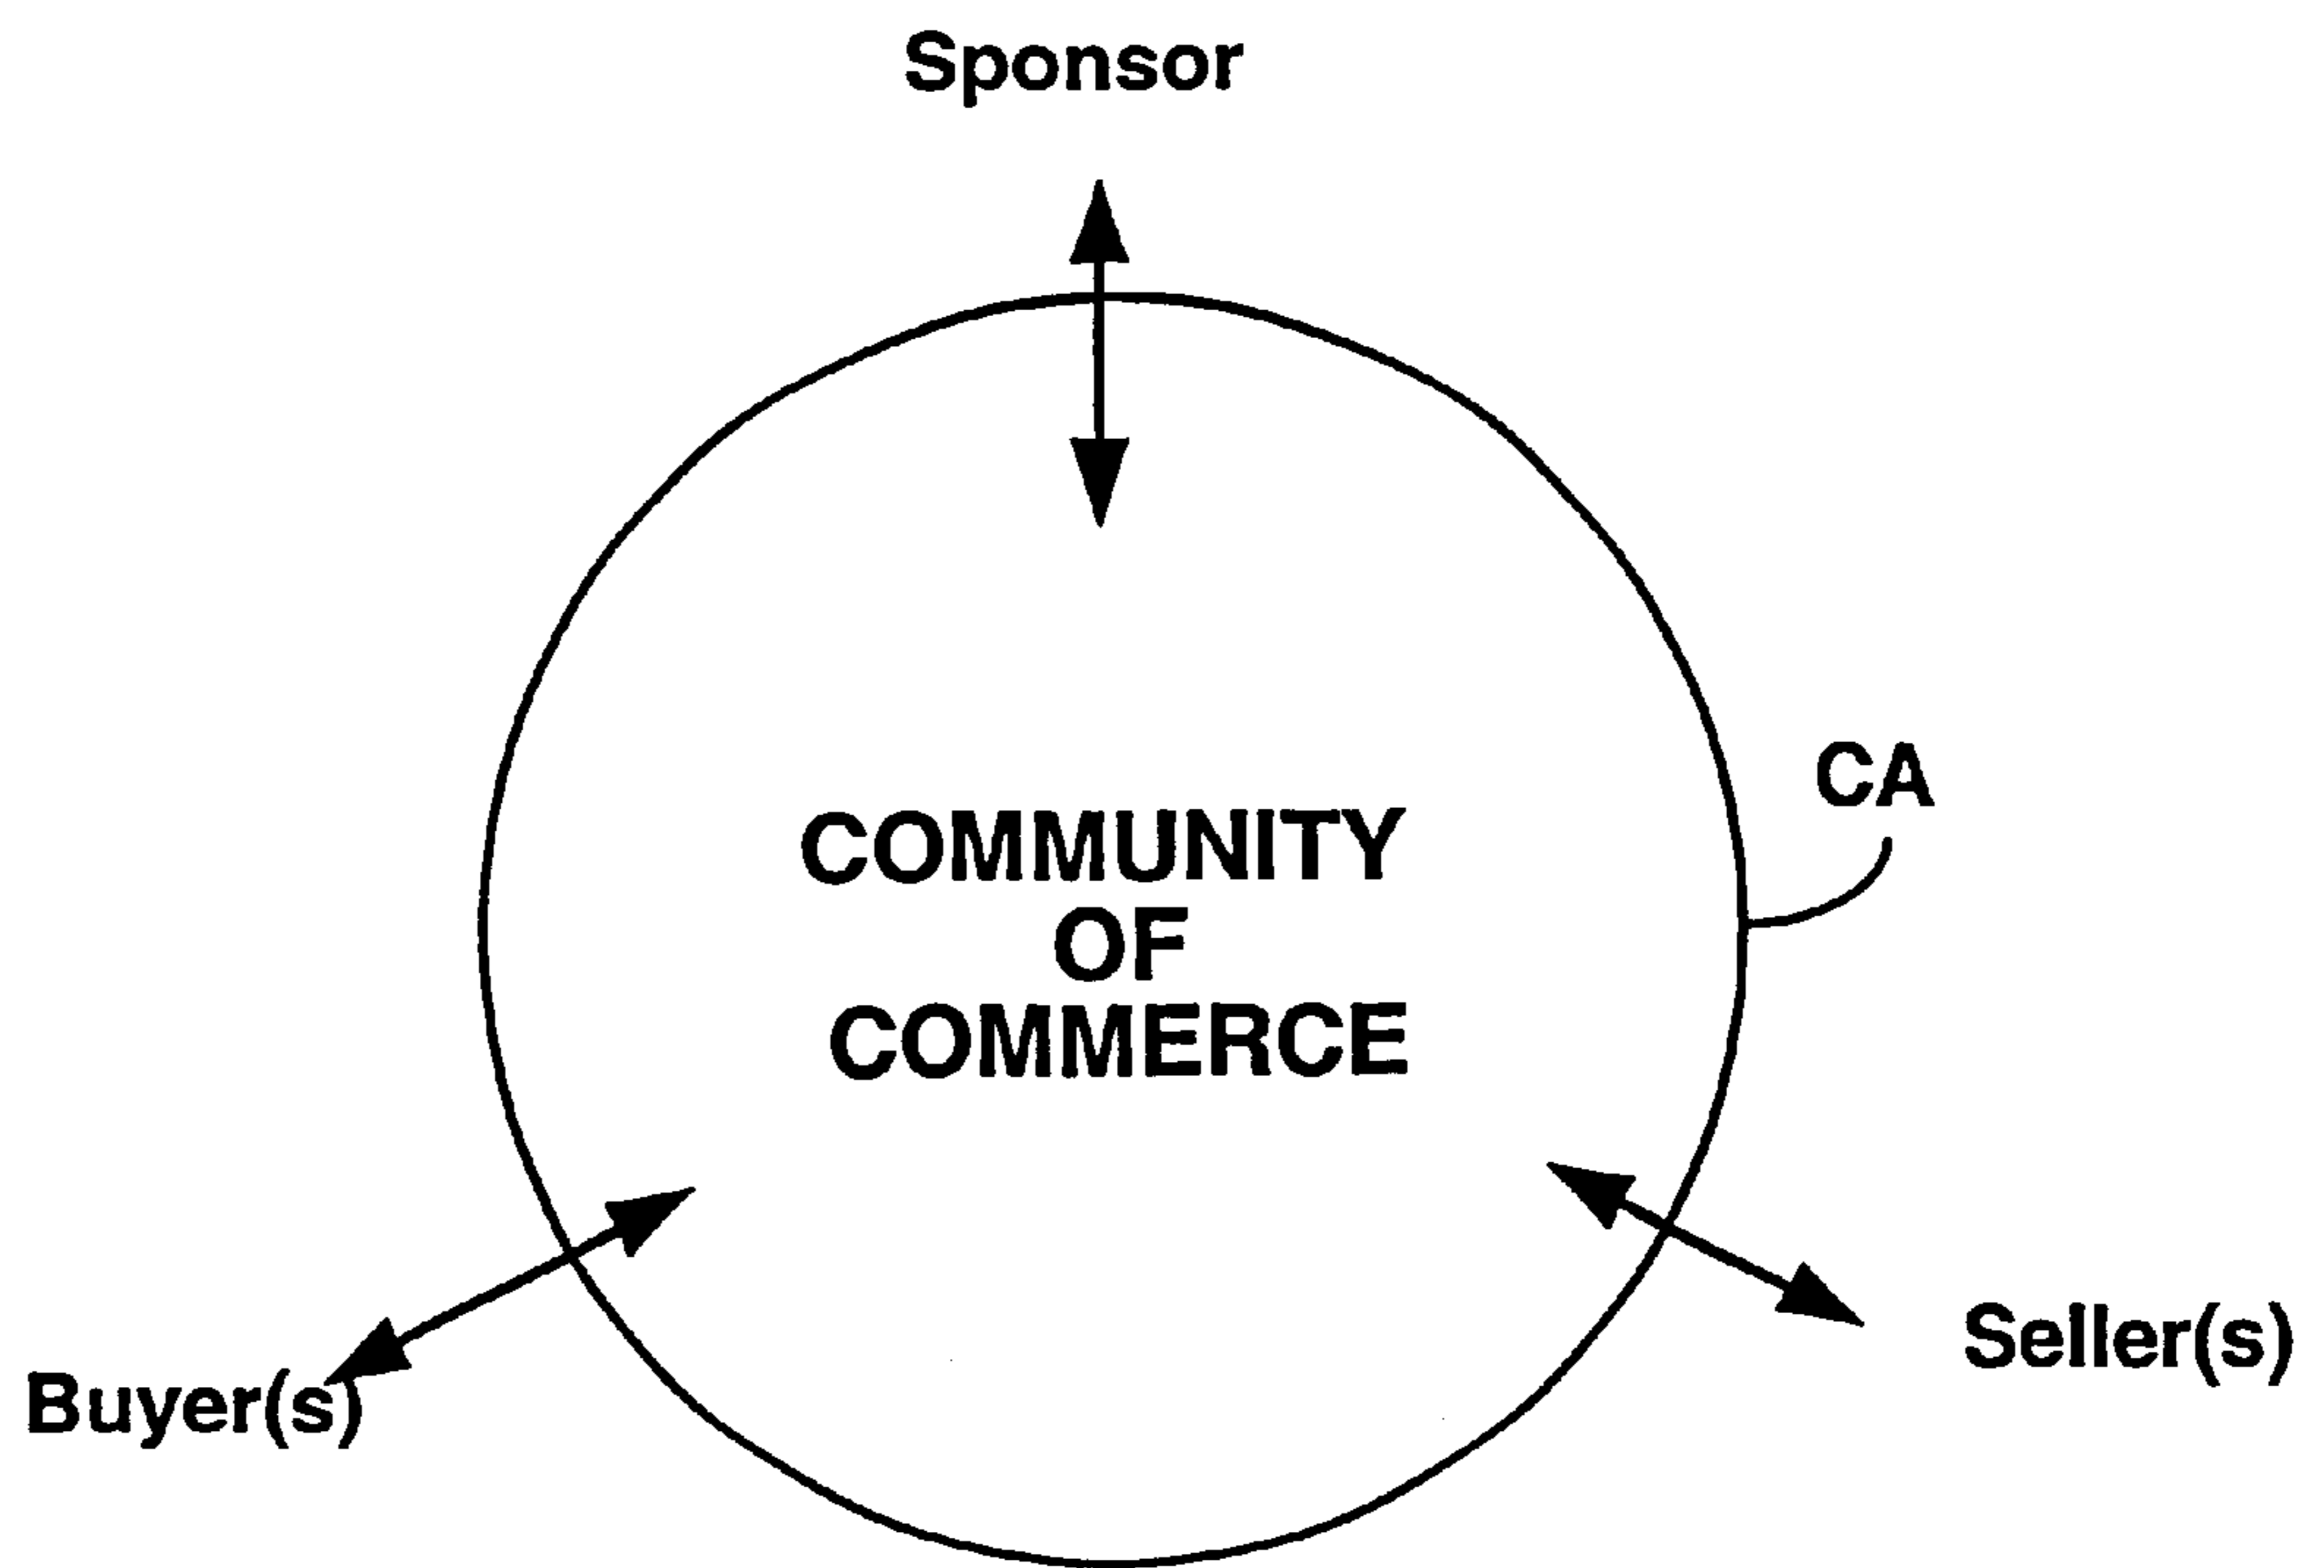 Sponsor
CA
COMMUNITY
OF
COMMERCE
Seller(s)
Buyer(s)